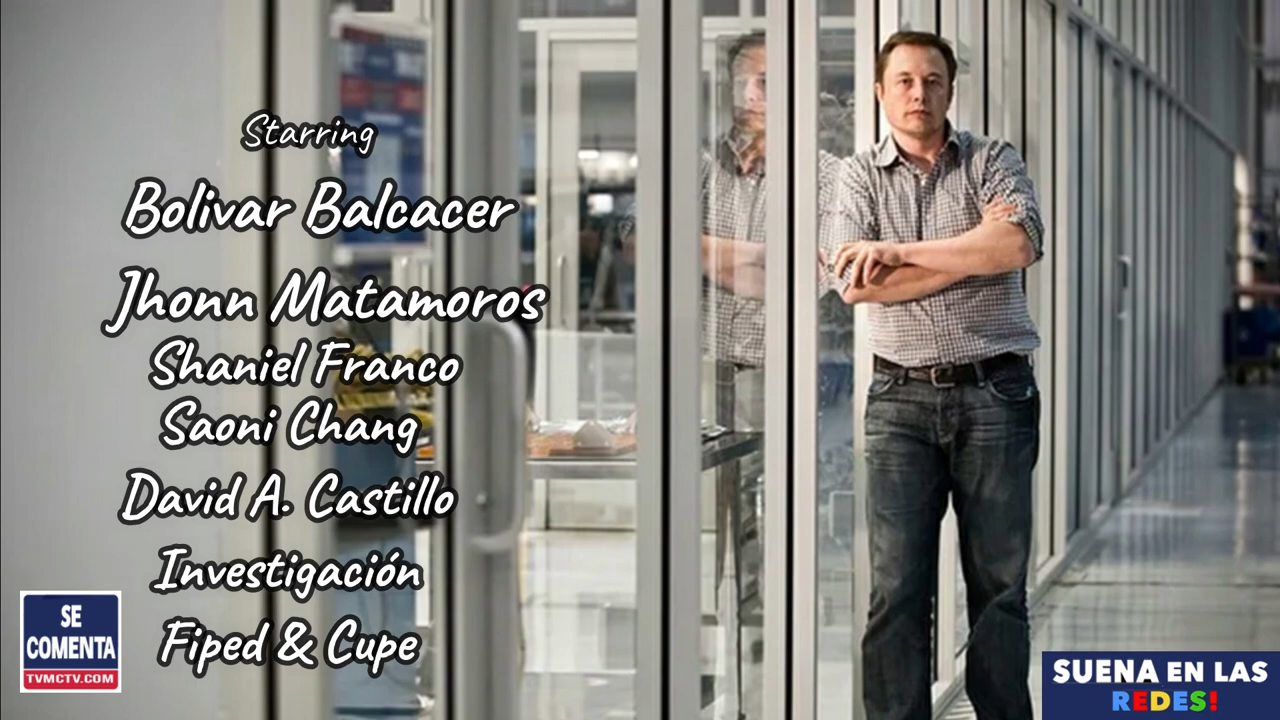 Starring
Bolivar Balcacer
Jhonn Matamoros
Shaniel Franco
Saoni Chang
David A. Castillo
Investigación
Fiped & Cupe
SE
COMENTA
TVMCTV.COM
SUENA EN LAS
REDES!